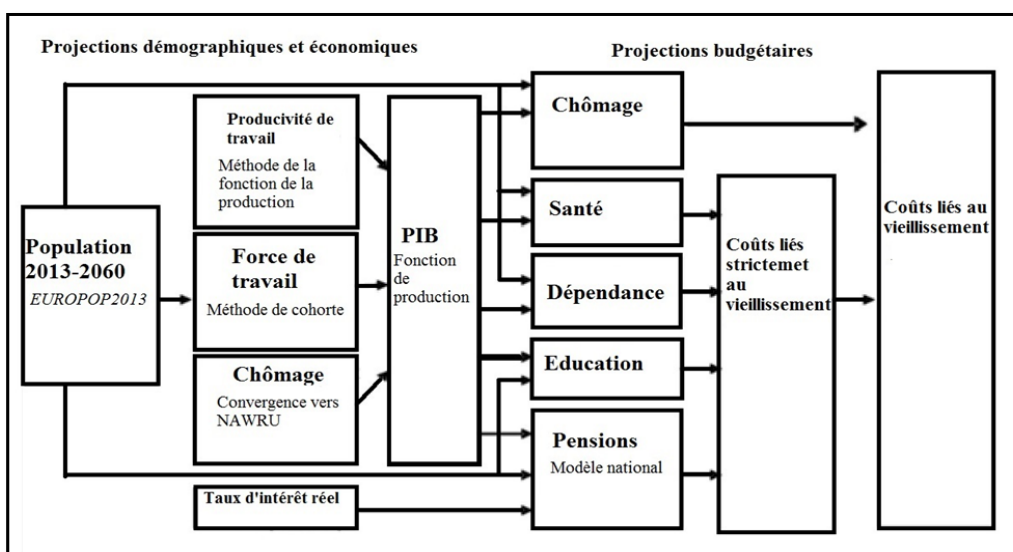 Projections démographiques et économiques
Projections budgétaires
Population
2013-2060
EUROPOP2013
Producivité de
travail
Méthode de la
fonction de la
production
Force de
travail
Méthode de cohorte
Chômage
Convergence vers
NAWRU
Taux d'intérêt réel
PIB
Fonction
de
production
Chômage
Santé
Dépendance
Education
Pensions
Modèle national
Coûts liés
strictemet
au
vieillissement
Coûts liés au
vieillissement